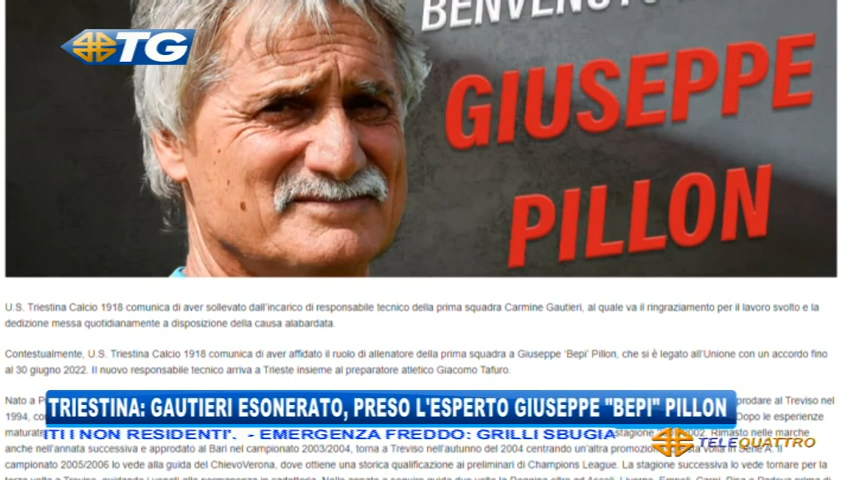 BENVENUTO
TG
GIUSEPPE
PILLON
U.S. Triestina Calcio 1918 comunica di aver sollevato dall'incarico di responsabile tecnico della prima squadra Carmine Gautieri, al quale va il ringraziamento per il lavoro svolto e la
dedizione messa quotidianamente a disposizione della causa alabardata.
Contestualmente, U.S. Triestina Calcio 1918 comunica di aver affidato il ruolo di allenatore della prima squadra a Giuseppe 'Bepi' Pillon, che si è legato all'Unione con un accordo fino
al 30 giugno 2022. Il nuovo responsabile tecnico arriva a Trieste insieme al preparatore atletico Giacomo Tafuro.
Nato a P
prodare al Treviso nel
TRIESTINA: GAUTIERI ESONERATO, PRESO L'ESPERTO GIUSEPPE "BEPI" PILLON
1994, co
Dopo le esperienze
maturate
ITI I NON RESIDENTI'. - EMERGENZA FREDDO: GRILLI SBUGIA
stagione 2001/2002. Rimasto nelle marche
TELEQUATTRO
anche nell'annata successiva e approdato al Bari nel campionato 2003/2004, torna a Treviso nell'autunno del 2004 centrando un'altra promozione, volta in Serie A. Il
campionato 2005/2006 lo vede alla guida del ChievoVerona, dove ottiene una storica qualificazione ai preliminari di Champions League. La stagione successiva lo vede tornare per la